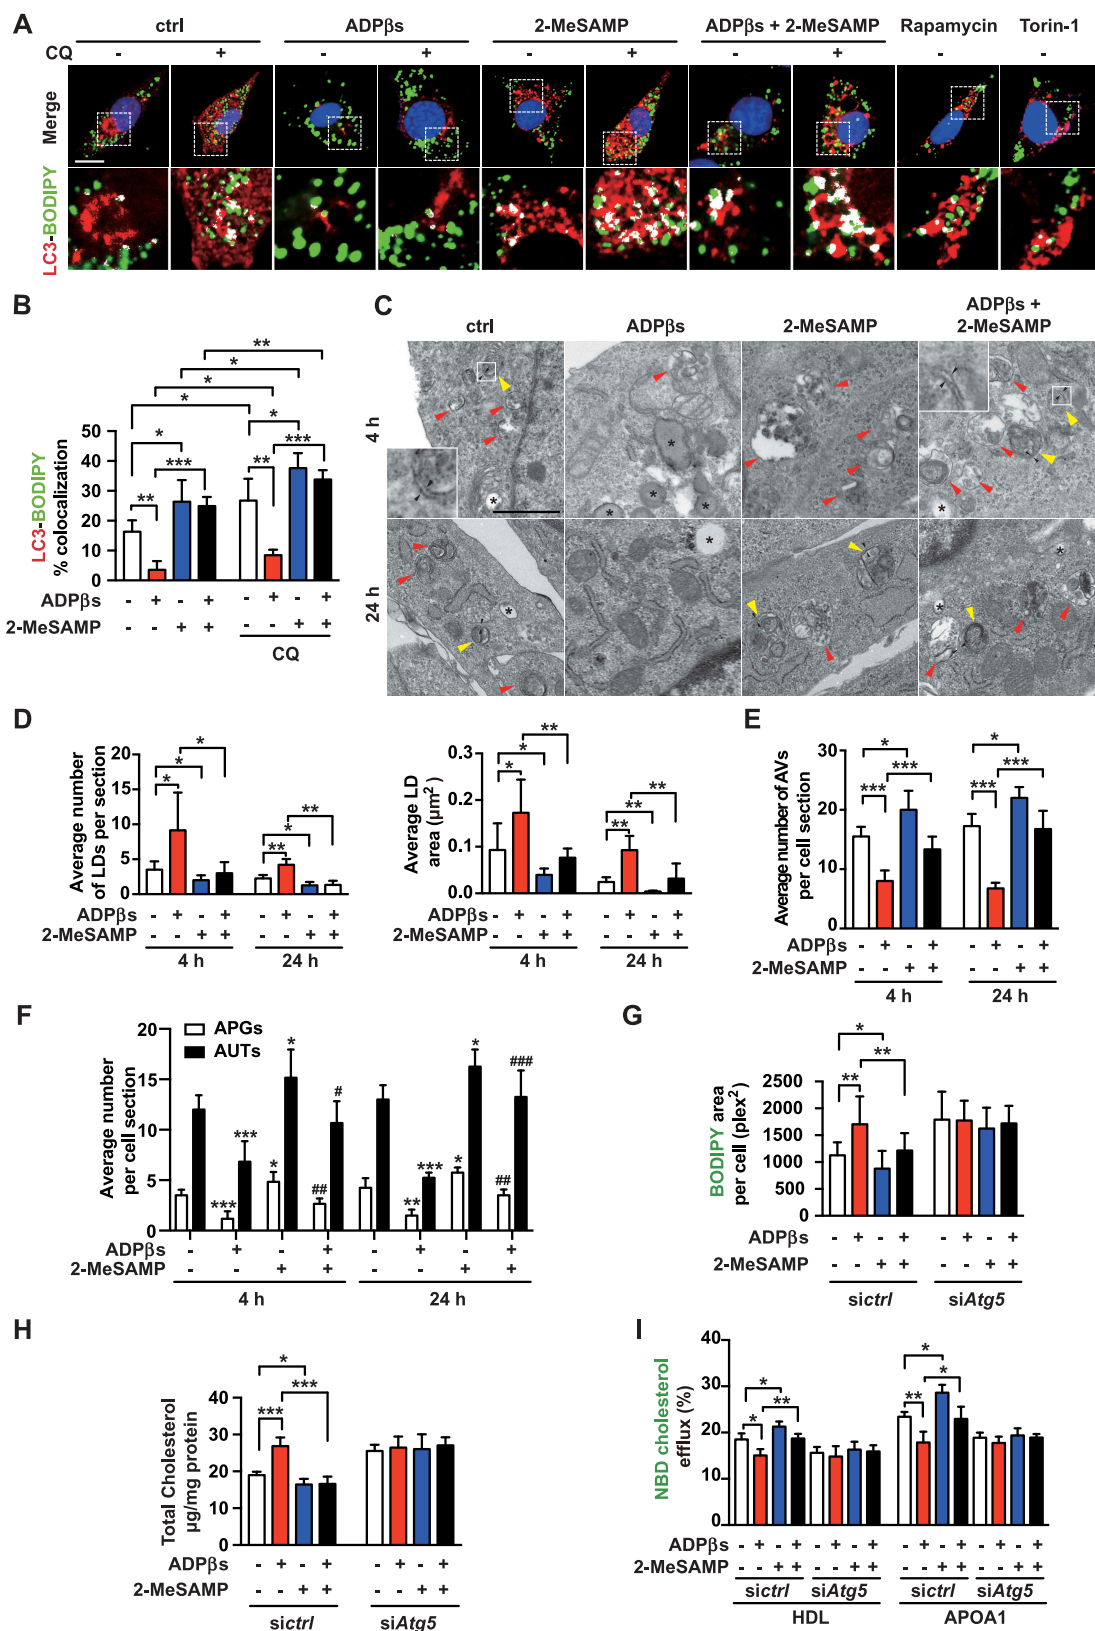 A
ctrl ADPβs 2-MeSAMP ADPβs + 2-MeSAMP Rapamycin Torin-1
CQ - + - + - + - + - -
Merge
LC3-BODIPY
B
LC3-BODIPY
% colocalization
50
40
30
20
10
0
* ** * *
* *** * ***
** **
ADPβs - + - + - + - +
2-MeSAMP - - + + - - + +
CQ
C
ctrl ADPβs 2-MeSAMP ADPβs +
2-MeSAMP
4 h
24 h
* * * * * *
* * * *
D
Average number
of LDs per section
20
15
10
5
0
* * *
** * **
ADPβs - + - + - + - +
2-MeSAMP - - + + - - + +
4 h 24 h
Average LD
area (µm²)
0.3
0.2
0.1
0.0
* * **
** ** **
ADPβs - + - + - + - +
2-MeSAMP - - + + - - + +
4 h 24 h
E
Average number of AVs
per cell section
30
20
10
0
*** * ***
*** * ***
ADPβs - + - + - + - +
2-MeSAMP - - + + - - + +
4 h 24 h
F
APGs
AUTs
Average number
per cell section
20
15
10
5
0
*** *** * * ## #
** *** * * ## ###
ADPβs - + - + - + - +
2-MeSAMP - - + + - - + +
4 h 24 h
G
BODIPY area
per cell (plex²)
2500
2000
1500
1000
500
0
** * **
ADPβs - + - + - + - +
2-MeSAMP - - + + - - + +
sictrl siAtg5
H
Total Cholesterol
µg/mg protein
40
30
20
10
0
*** * ***
ADPβs - + - + - + - +
2-MeSAMP - - + + - - + +
sictrl siAtg5
I
NBD cholesterol
efflux (%)
40
30
20
10
0
* * **
** * *
ADPβs - + - + - + - + - + - + - + - +
2-MeSAMP - - + + - - + + - - + + - - + +
sictrl siAtg5 sictrl siAtg5
HDL APOA1